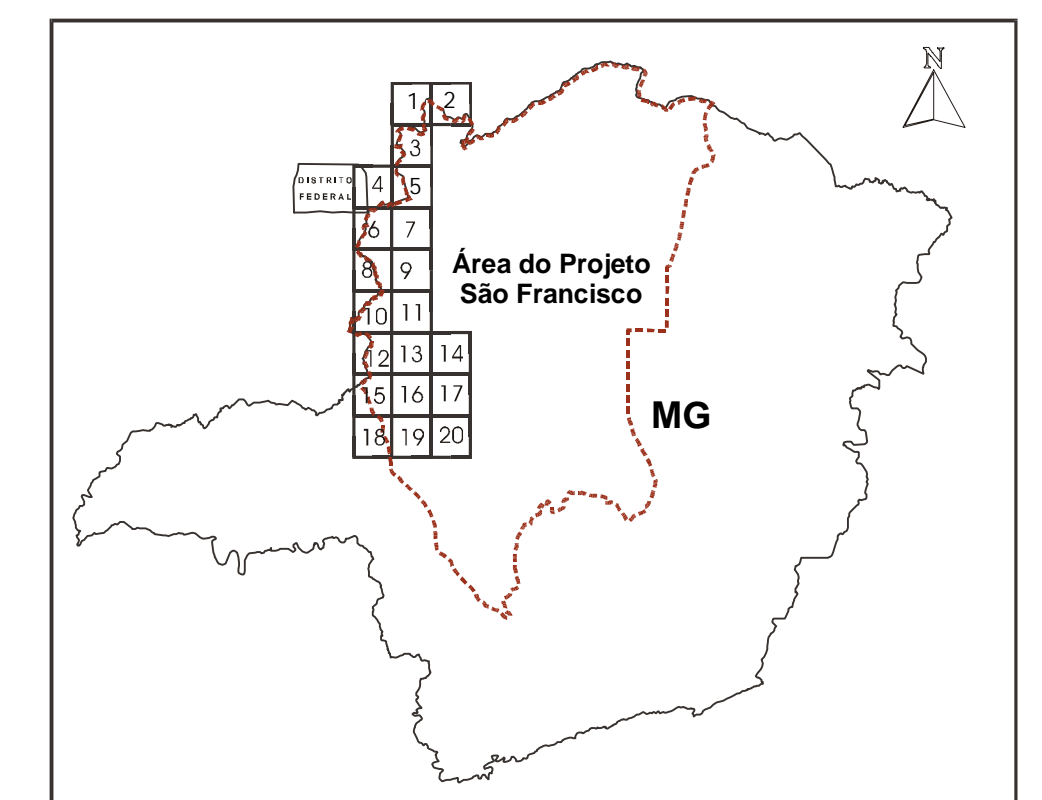 N
1 2
3
DISTRITO
FEDERAL
4 5
6 7
8 9
Área do Projeto
São Francisco
10 11
12 13 14
15 16 17
MG
18 19 20